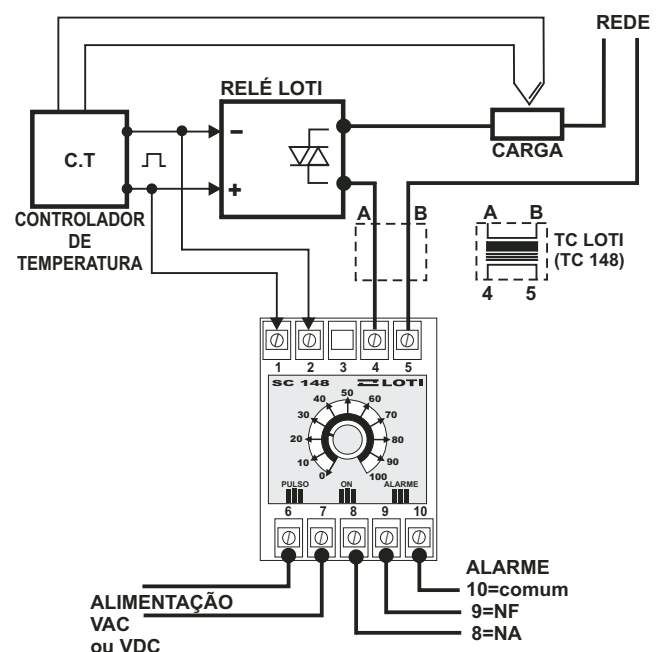 REDE
RELÉ LOTI
C.T
−
+
CARGA
CONTROLADOR
DE
TEMPERATURA
A B
A B
TC LOTI
(TC 148)
4 5
1 2 3 4 5
SC 148 LOTI
0 10 20 30 40 50 60 70 80 90 100
PULSO ON ALARME
6 7 8 9 10
ALIMENTAÇÃO
VAC
ou VDC
ALARME
10=comum
9=NF
8=NA